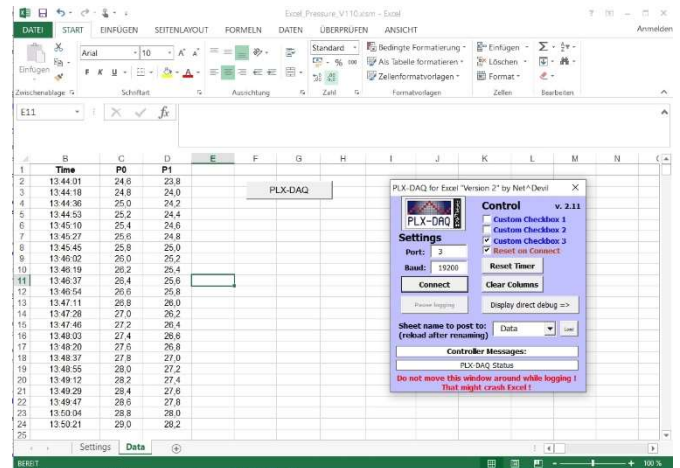 Excel_Pressure_V110.xlsm - Excel
DATEI START EINFÜGEN SEITENLAYOUT FORMELN DATEN ÜBERPRÜFEN ANSICHT Anmelden
Einfügen
Arial 10
F K U
Standard
% 000
Bedingte Formatierung
Als Tabelle formatieren
Zellenformatvorlagen
Einfügen
Löschen
Format
Zwischenablage Schriftart Ausrichtung Zahl Formatvorlagen Zellen Bearbeiten
E11 fx
B C D E F G H I J K L M N
1 Time P0 P1
2 13:44:01 24,6 23,8
3 13:44:18 24,8 24,0
4 13:44:36 25,0 24,2
5 13:44:53 25,2 24,4
6 13:45:10 25,4 24,6
7 13:45:27 25,6 24,8
8 13:45:45 25,8 25,0
9 13:46:02 26,0 25,2
10 13:46:19 26,2 25,4
11 13:46:37 26,4 25,6
12 13:46:54 26,6 25,8
13 13:47:11 26,8 26,0
14 13:47:28 27,0 26,2
15 13:47:46 27,2 26,4
16 13:48:03 27,4 26,6
17 13:48:20 27,6 26,8
18 13:48:37 27,8 27,0
19 13:48:55 28,0 27,2
20 13:49:12 28,2 27,4
21 13:49:29 28,4 27,6
22 13:49:47 28,6 27,8
23 13:50:04 28,8 28,0
24 13:50:21 29,0 28,2
25
PLX-DAQ
PLX-DAQ for Excel "Version 2" by Net^Devil
PLX-DAQ
Control v. 2.11
Custom Checkbox 1
Custom Checkbox 2
Custom Checkbox 3
Reset on Connect
Settings
Port: 3
Baud: 19200
Reset Timer
Connect
Clear Columns
Pause logging
Display direct debug =>
Sheet name to post to: Data
(reload after renaming)
Load
Controller Messages:
PLX-DAQ Status
Do not move this window around while logging !
That might crash Excel !
Settings Data
BEREIT 100 %